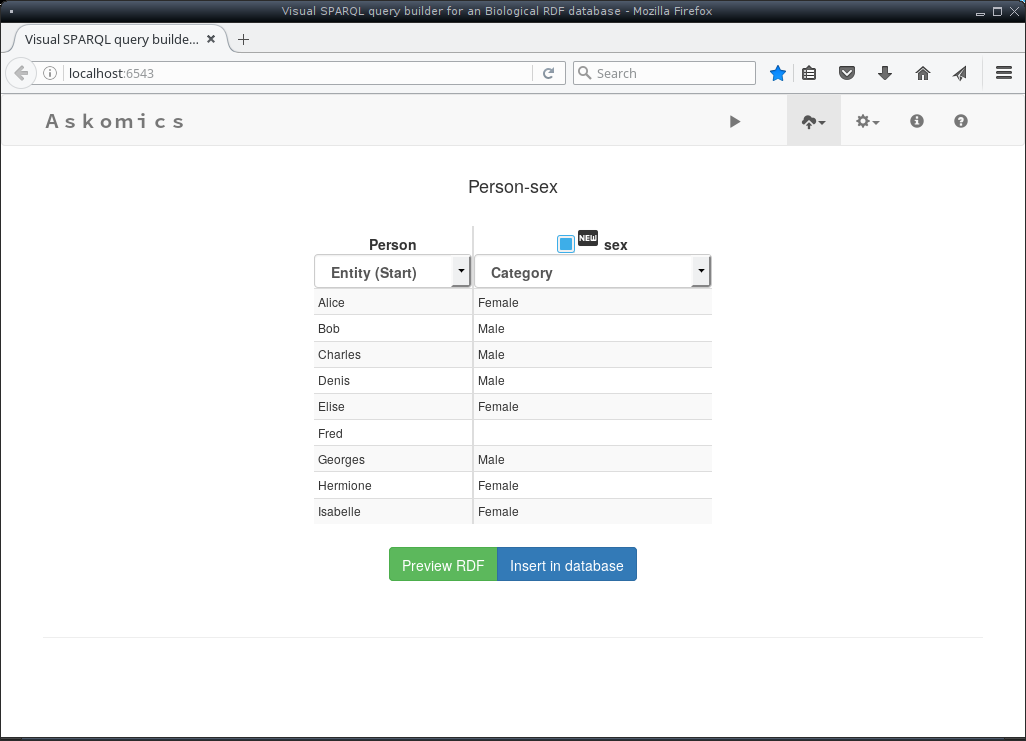 Visual SPARQL query builder for an Biological RDF database - Mozilla Firefox
Visual SPARQL query builde... ×
localhost:6543
Search
Askomics
Person-sex
Person NEW sex
Entity (Start) Category
Alice Female
Bob Male
Charles Male
Denis Male
Elise Female
Fred
Georges Male
Hermione Female
Isabelle Female
Preview RDF Insert in database